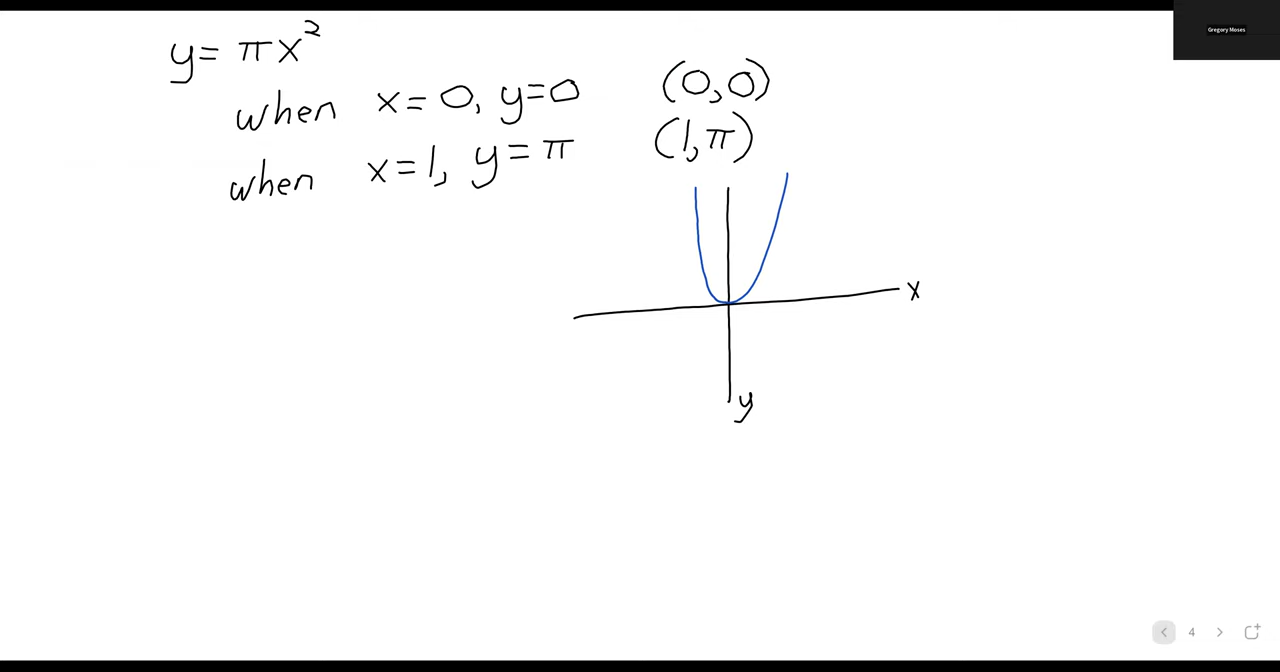 y = πx²
when x = 0, y = 0 (0,0)
when x = 1, y = π (1,π)
x
y
Gregory Moses
4